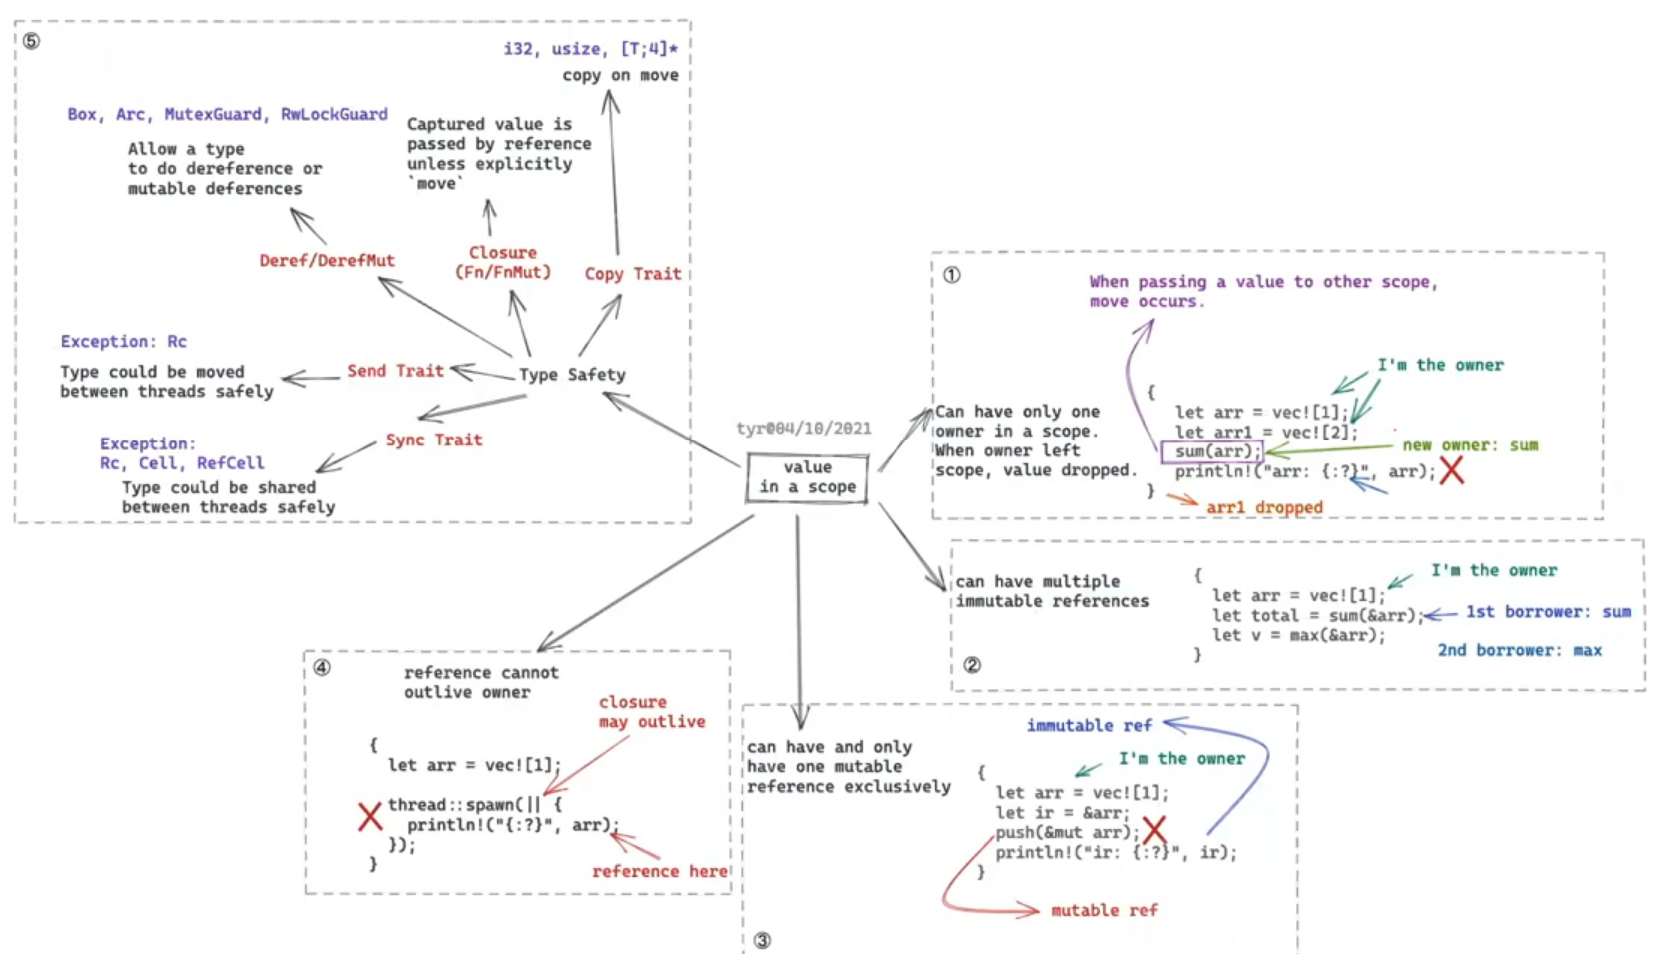 ⑤
i32, usize, [T;4]*
copy on move
Box, Arc, MutexGuard, RwLockGuard
Allow a type
to do dereference or
mutable deferences
Captured value is
passed by reference
unless explicitly
`move`
Deref/DerefMut
Closure
(Fn/FnMut)
Copy Trait
Exception: Rc
Type could be moved
between threads safely
Send Trait
Type Safety
Sync Trait
Exception:
Rc, Cell, RefCell
Type could be shared
between threads safely
tyr@04/10/2021
value
in a scope
①
When passing a value to other scope,
move occurs.
I'm the owner
Can have only one
owner in a scope.
When owner left
scope, value dropped.
{
let arr = vec![1];
let arr1 = vec![2];
sum(arr);
println!("arr: {:?}", arr);
}
new owner: sum
arr1 dropped
can have multiple
immutable references
②
{
let arr = vec![1];
let total = sum(&arr);
let v = max(&arr);
}
I'm the owner
1st borrower: sum
2nd borrower: max
can have and only
have one mutable
reference exclusively
immutable ref
I'm the owner
{
let arr = vec![1];
let ir = &arr;
push(&mut arr);
println!("ir: {:?}", ir);
}
mutable ref
③
④
reference cannot
outlive owner
closure
may outlive
{
let arr = vec![1];
thread::spawn(|| {
println!("{:?}", arr);
});
}
reference here